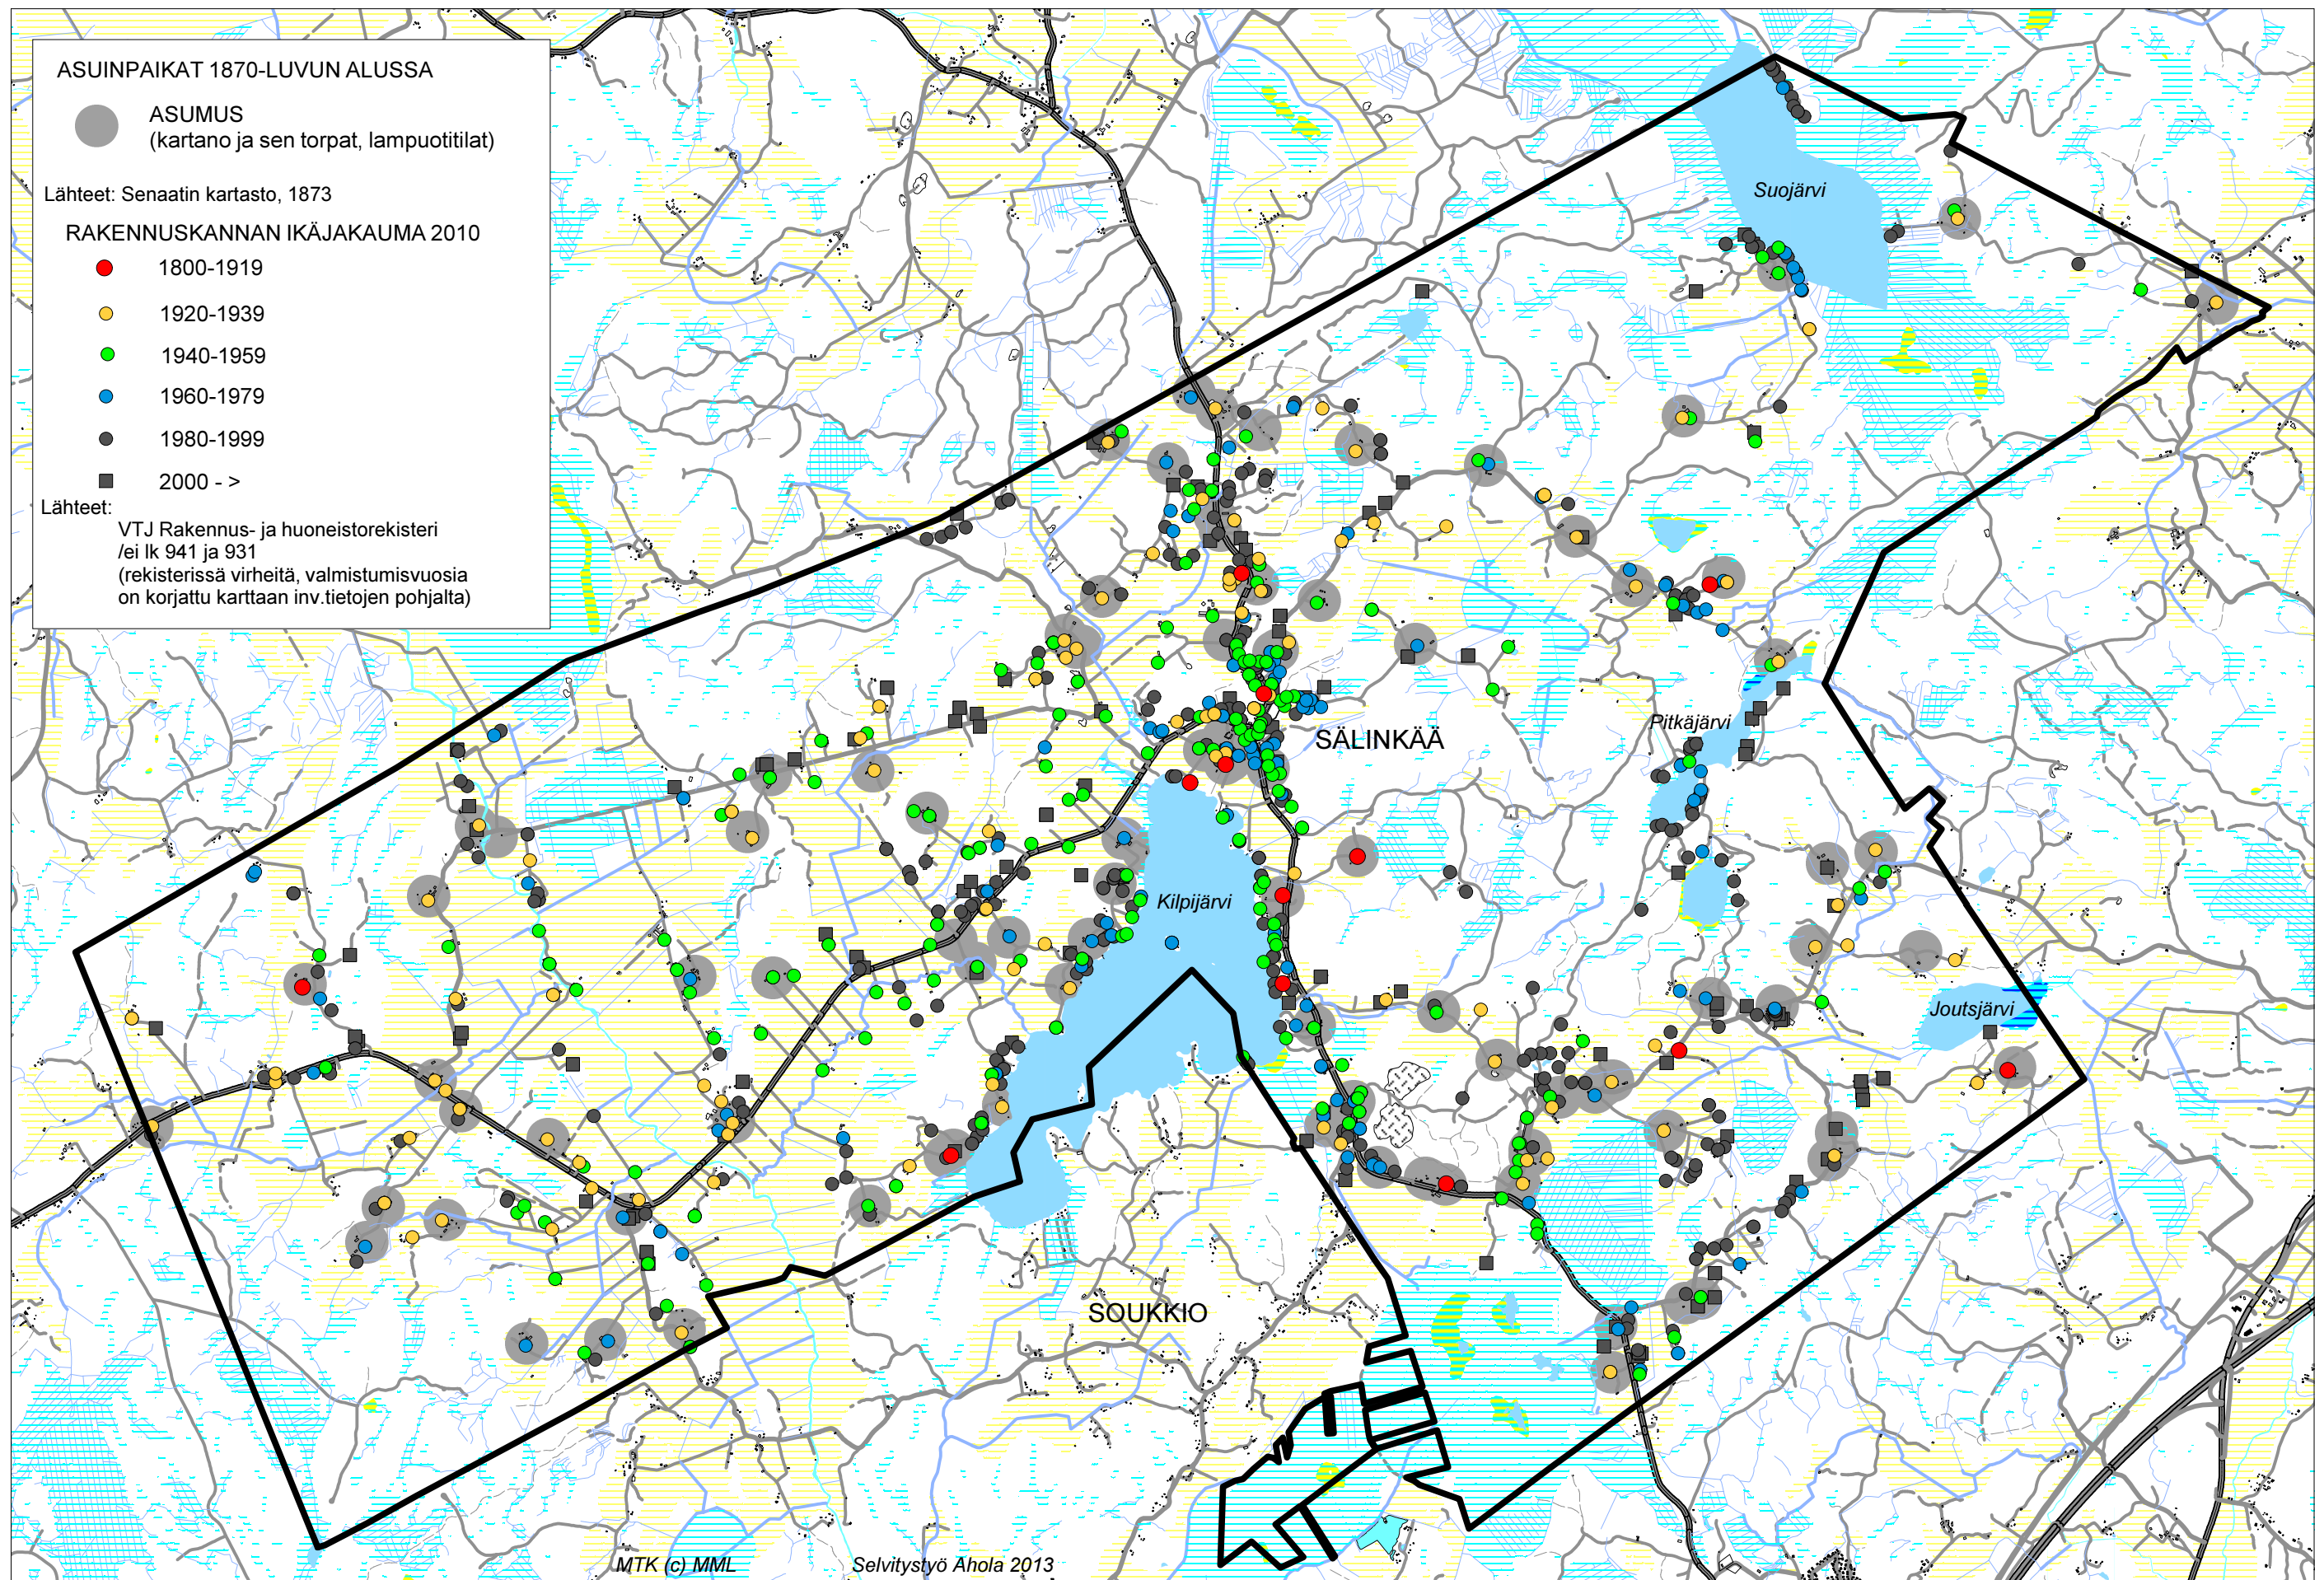 ASUINPAIKAT 1870-LUVUN ALUSSA
ASUMUS
(kartano ja sen torpat, lampuotitilat)
Lähteet: Senaatin kartasto, 1873
RAKENNUSKANNAN IKÄJAKAUMA 2010
1800-1919
1920-1939
1940-1959
1960-1979
1980-1999
2000 - >
Lähteet:
VTJ Rakennus- ja huoneistorekisteri
/ei lk 941 ja 931
(rekisterissä virheitä, valmistumisvuosia
on korjattu karttaan inv.tietojen pohjalta)
Suojärvi
Pitkäjärvi
SÄLINKÄÄ
Kilpijärvi
Joutsjärvi
SOUKKIO
MTK (c) MML
Selvitystyö Ahola 2013